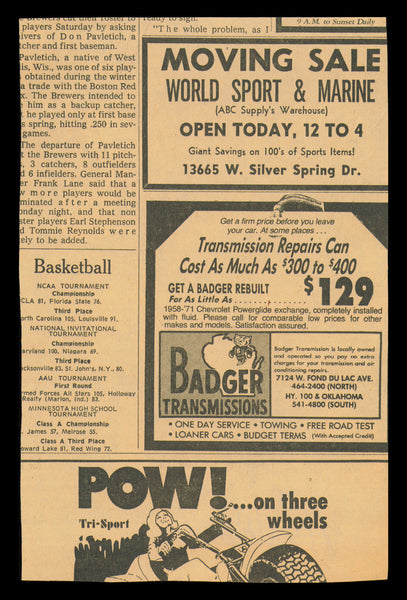 Brewers cut their roster to
players Saturday by asking
ivers of Don Pavletich,
tcher and first baseman.
Pavletich, a native of West
lis, Wis., was one of six play-
obtained during the winter
a trade with the Boston Red
x. The Brewers intended to
e him as a backup catcher,
t he played only at first base
s spring, hitting .250 in sev-
games.
The departure of Pavletich
t the Brewers with 11 pitch-
s, 3 catchers, 8 outfielders
d 6 infielders. General Man-
er Frank Lane said that a
w more players would be
minated after a meeting
onday night, and that non
ster players Earl Stephenson
d Tommie Reynolds were
ely to be added.
Basketball
NCAA TOURNAMENT
Championship
CLA 81, Florida State 76.
Third Place
orth Carolina 105, Louisville 91.
NATIONAL INVITATIONAL
TOURNAMENT
Championship
aryland 100, Niagara 69.
Third Place
acksonville 83, St. John's, N.Y., 80.
AAU TOURNAMENT
First Round
rmed Forces All Stars 105, Holloway
Realty (Marion, Ind.) 83.
MINNESOTA HIGH SCHOOL
TOURNAMENT
Class A Championship
James 57, Melrose 55.
Class A Third Place
oward Lake 81, Red Wing 72.
ready to sign.
"The whole problem, as I
9 A.M. to Sunset Daily
MOVING SALE
WORLD SPORT & MARINE
(ABC Supply's Warehouse)
OPEN TODAY, 12 TO 4
Giant Savings on 100's of Sports Items!
13665 W. Silver Spring Dr.
Get a firm price before you leave
your car. At some places...
Transmission Repairs Can
Cost As Much As $300 to $400
GET A BADGER REBUILT
For As Little As ............. $129
1958-'71 Chevrolet Powerglide exchange, completely installed
with fluid. Please call for comparable low prices for other
makes and models. Satisfaction assured.
BADGER
TRANSMISSIONS
Badger Transmission is locally owned
and operated so you pay no extra
charges for your transmission and air
conditioning repairs.
7124 W. FOND DU LAC AVE.
464-2400 (NORTH)
HY. 100 & OKLAHOMA
541-4800 (SOUTH)
• ONE DAY SERVICE • TOWING • FREE ROAD TEST
• LOANER CARS • BUDGET TERMS (With Accepted Credit)
POW! ...on three
wheels
Tri-Sport